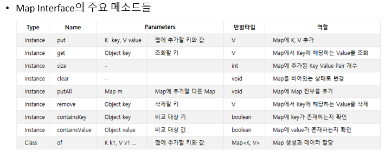 • Map Interface의 주요 메소드들
Type Name Parameters 반환타입 역할
Instance put K key, V value 맵에 추가할 키와 값 V Map에 K, V 추가
Instance get Object key 조회할 키 V Map에서 Key에 해당하는 Value를 조회
Instance size - int Map에 추가된 Key Value Pair 개수
Instance clear - void Map을 비어있는 상태로 변경
Instance putAll Map m Map에 추가할 다른 Map void Map에 Map 전부를 추가
Instance remove Object key 삭제할 키 V Map에서 Key에 해당하는 Value를 삭제
Instance containsKey Object key 비교 대상 키 boolean Map에 key가 존재하는지 확인
Instance containsValue Object value 비교 대상 값 boolean Map에 value가 존재하는지 확인
Class of K k1, V v1 ... 맵에 추가할 키와 값 Map<K, V> Map 생성과 데이터 할당